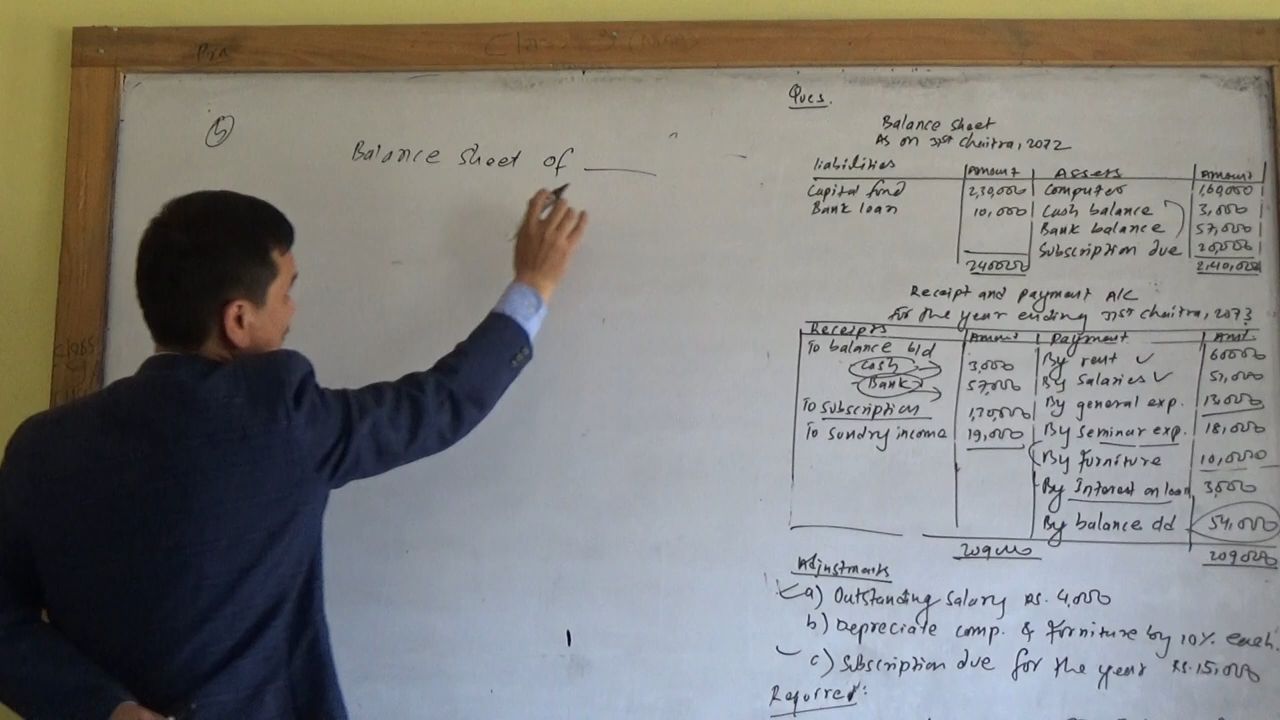 Pra
5
Balance sheet of
Ques.
Balance sheet
As on 31st chaitra, 2072
liabilities Amount Assets Amount
Capital fund 2,30,000 Computer 1,60,000
Bank loan 10,000 Cash balance 3,000
Bank balance 57,000
Subscription due 20,000
240000 2,40,000
Receipt and payment A/C
For the year ending 31st chaitra, 2073
Receipts Amount Payment Amt
To balance b/d By rent 60000
Cash 3,000 By Salaries 51,000
Bank 57,000 By general exp. 13,000
To subscription 1,30,000 By seminar exp. 18,000
To Sundry income 19,000
By furniture 10,000
By Interest on loan 3,000
By balance c/d 54,000
209000 209000
Adjustments
a) Outstanding Salary Rs. 4,000
b) Depreciate comp. & furniture by 10% each.
c) Subscription due for the year Rs. 15,000
Required: